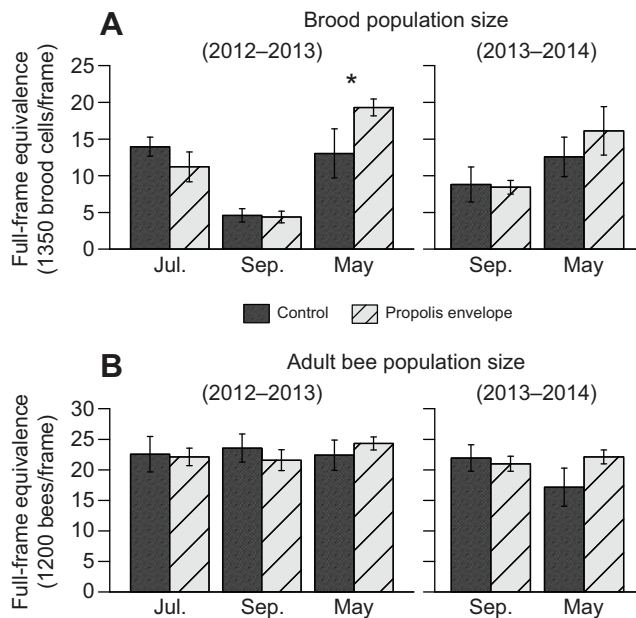 A
Brood population size
(2012–2013)
(2013–2014)
Full-frame equivalence
(1350 brood cells/frame)
25
20
15
10
5
0
*
Jul.
Sep.
May
Sep.
May
Control
Propolis envelope
B
Adult bee population size
(2012–2013)
(2013–2014)
Full-frame equivalence
(1200 bees/frame)
30
25
20
15
10
5
0
Jul.
Sep.
May
Sep.
May